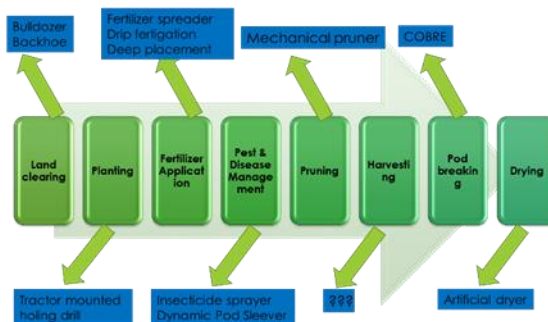 Bulldozer
Backhoe
Fertilizer spreader
Drip fertigation
Deep placement
Mechanical pruner
COBRE
Land
clearing
Planting
Fertilizer
Applicat
ion
Pest &
Disease
Manage
ment
Pruning
Harvesti
ng
Pod
breakin
g
Drying
Tractor mounted
holing drill
Insecticide sprayer
Dynamic Pod Sleever
???
Artificial dryer